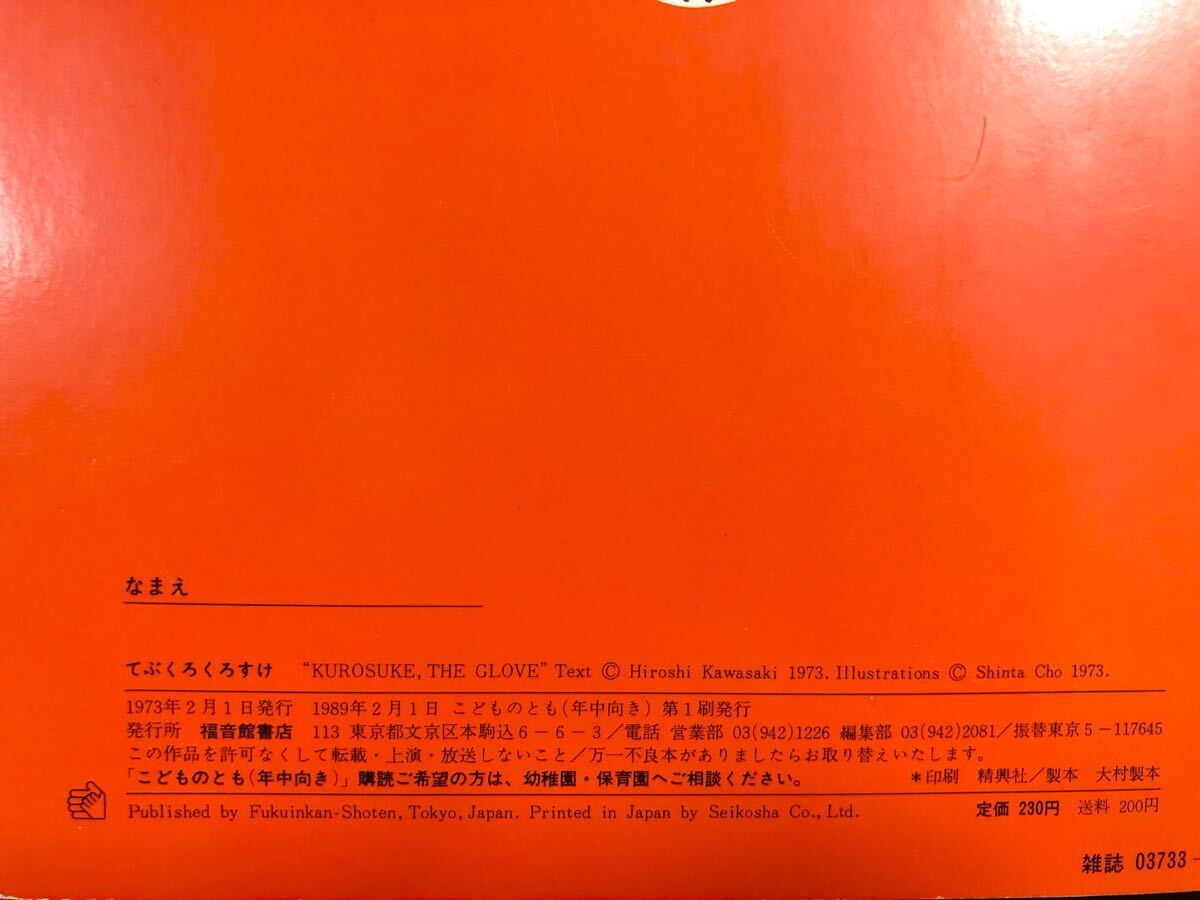 なまえ
てぶくろくろすけ “KUROSUKE, THE GLOVE” Text © Hiroshi Kawasaki 1973. Illustrations © Shinta Cho 1973.
1973年2月1日発行 1989年2月1日 こどものとも(年中向き) 第1刷発行
発行所 福音館書店 113 東京都文京区本駒込6-6-3/電話 営業部 03(942)1226 編集部 03(942)2081/振替東京5-117645
この作品を許可なくして転載・上演・放送しないこと/万一不良本がありましたらお取り替えいたします。
「こどものとも(年中向き)」購読ご希望の方は、幼稚園・保育園へご相談ください。 *印刷 精興社/製本 大村製本
Published by Fukuinkan-Shoten, Tokyo, Japan. Printed in Japan by Seikosha Co., Ltd. 定価 230円 送料 200円
雑誌 03733-